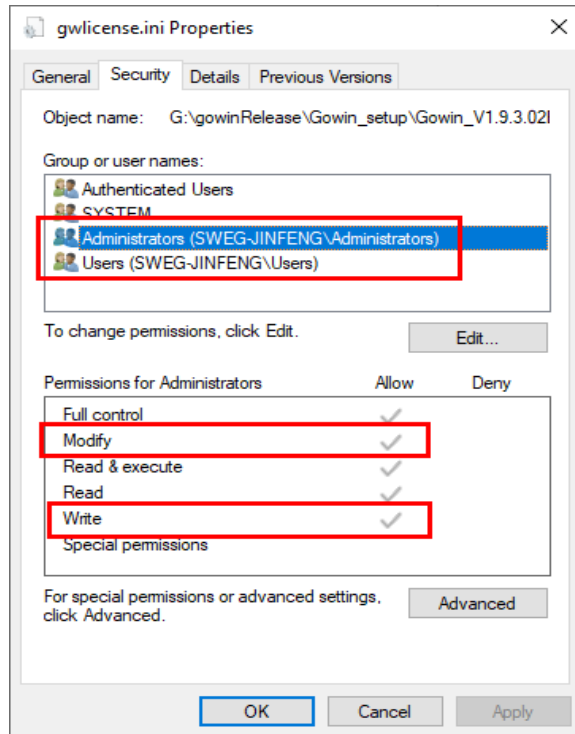 gwlicense.ini Properties
General Security Details Previous Versions
Object name: G:\gowinRelease\Gowin_setup\Gowin_V1.9.3.02I
Group or user names:
Authenticated Users
SYSTEM
Administrators (SWEG-JINFENG\Administrators)
Users (SWEG-JINFENG\Users)
To change permissions, click Edit.
Edit...
Permissions for Administrators Allow Deny
Full control
Modify
Read & execute
Read
Write
Special permissions
For special permissions or advanced settings,
click Advanced.
Advanced
OK Cancel Apply